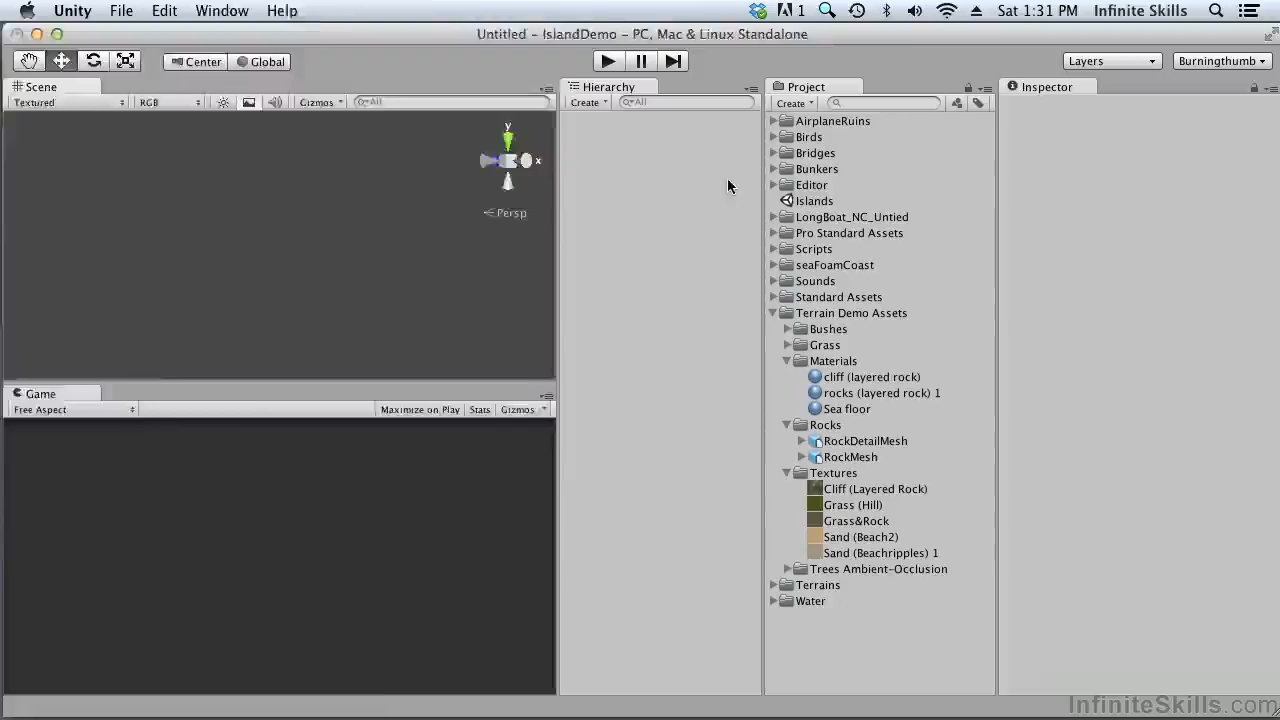 Unity File Edit Window Help 1 Sat 1:31 PM Infinite Skills
Untitled - IslandDemo - PC, Mac & Linux Standalone
Center Global Layers Burningthumb
Scene Hierarchy Project Inspector
Textured RGB Gizmos All Create All Create
y
x
Persp
AirplaneRuins
Birds
Bridges
Bunkers
Editor
Islands
LongBoat_NC_Untied
Pro Standard Assets
Scripts
seaFoamCoast
Sounds
Standard Assets
Terrain Demo Assets
Bushes
Grass
Materials
cliff (layered rock)
rocks (layered rock) 1
Sea floor
Rocks
RockDetailMesh
RockMesh
Textures
Cliff (Layered Rock)
Grass (Hill)
Grass&Rock
Sand (Beach2)
Sand (Beachripples) 1
Trees Ambient-Occlusion
Terrains
Water
Game
Free Aspect Maximize on Play Stats Gizmos
InfiniteSkills.com